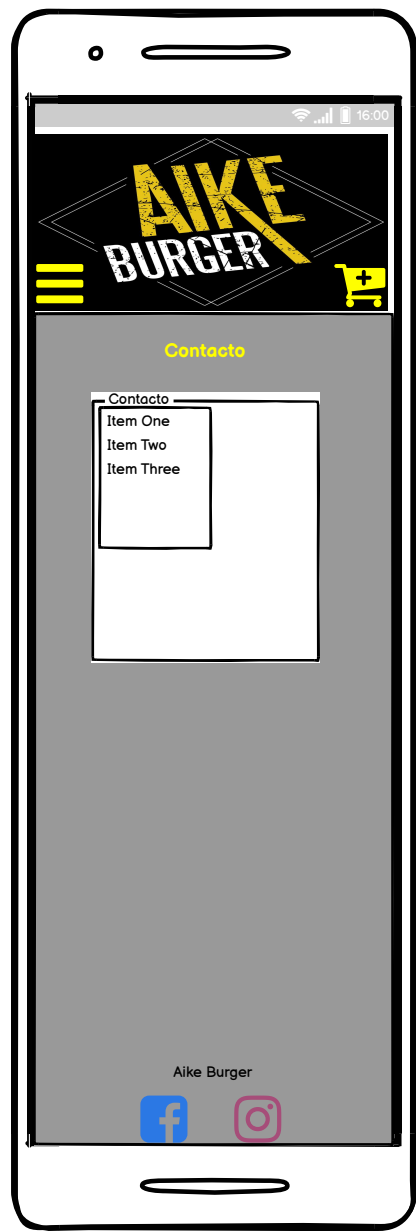 16:00
AIKE
BURGER
Contacto
Contacto
Item One
Item Two
Item Three
Aike Burger